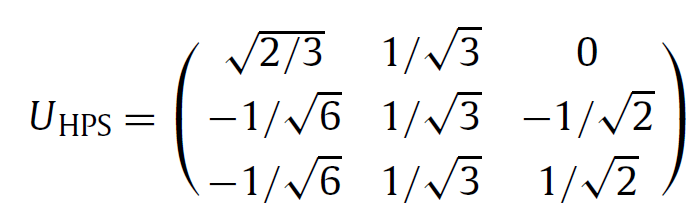 √2/3 1/√3 0
U_HPS = ( −1/√6 1/√3 −1/√2 )
−1/√6 1/√3 1/√2